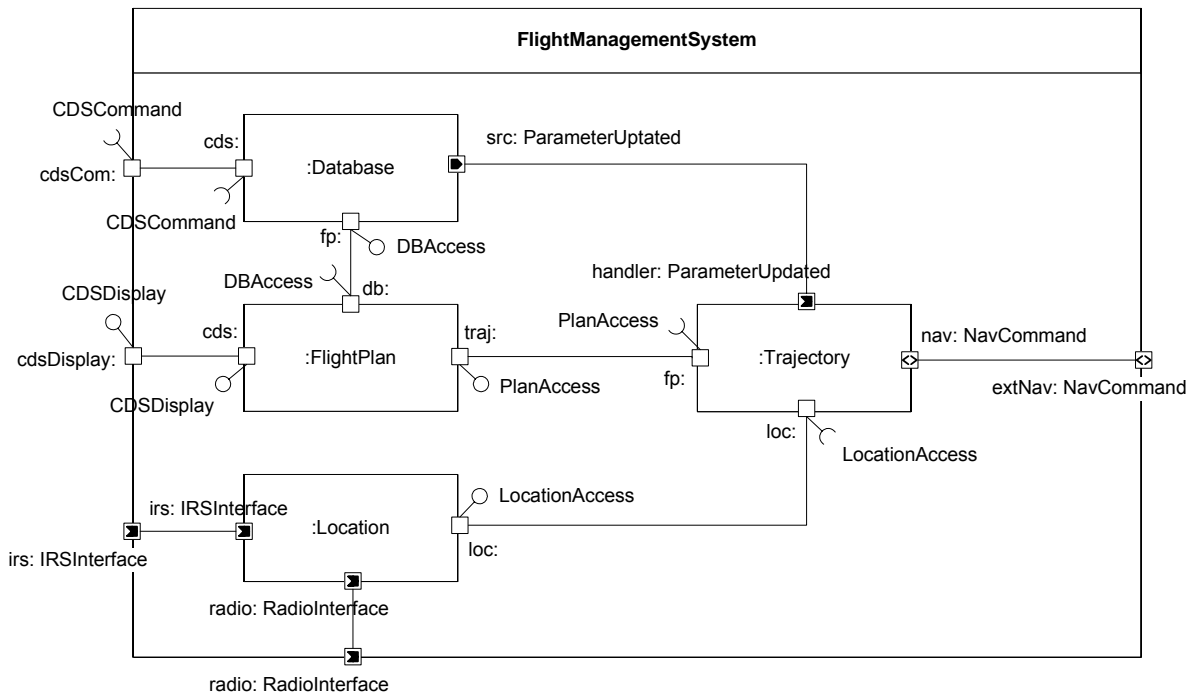 FlightManagementSystem
CDSCommand
cds:
src: ParameterUptated
:Database
cdsCom:
CDSCommand
fp:
DBAccess
handler: ParameterUpdated
DBAccess
db:
CDSDisplay
PlanAccess
cds:
traj:
nav: NavCommand
cdsDisplay:
:FlightPlan
:Trajectory
fp:
PlanAccess
extNav: NavCommand
CDSDisplay
loc:
LocationAccess
LocationAccess
irs: IRSInterface
:Location
irs: IRSInterface
loc:
radio: RadioInterface
radio: RadioInterface